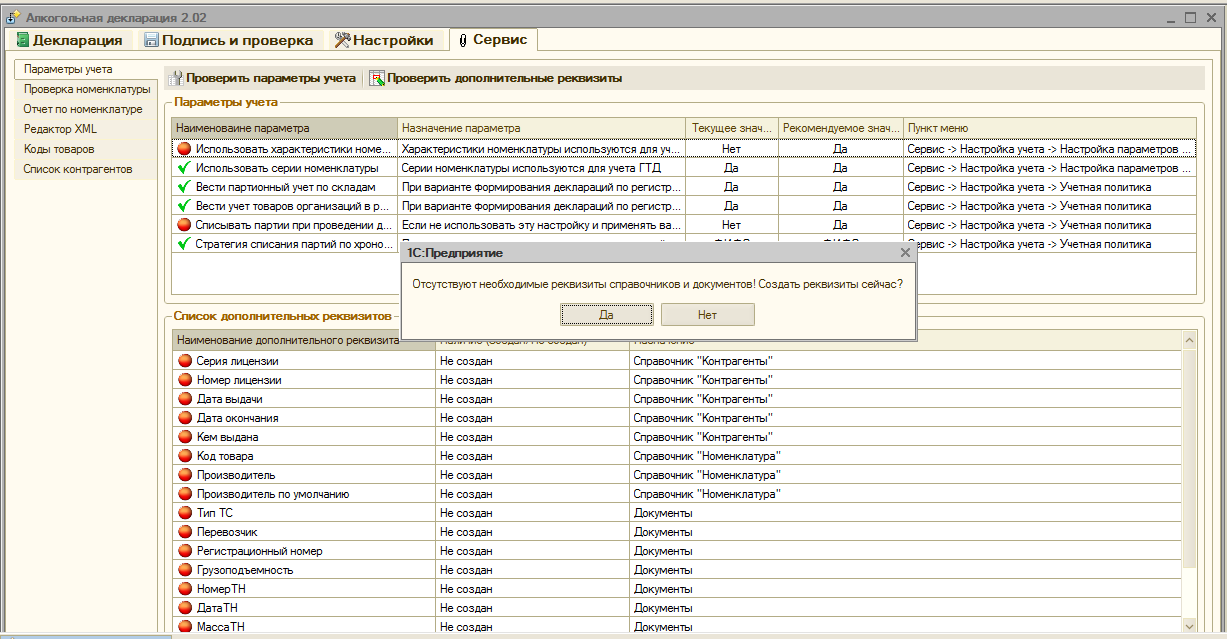 Алкогольная декларация 2.02
Декларация Подпись и проверка Настройки Сервис
Параметры учета
Проверка номенклатуры
Отчет по номенклатуре
Редактор XML
Коды товаров
Список контрагентов
Проверить параметры учета Проверить дополнительные реквизиты
Параметры учета
Наименование параметра Назначение параметра Текущее знач... Рекомендуемое знач... Пункт меню
Использовать характеристики номе... Характеристики номенклатуры используются для уч... Нет Да Сервис -> Настройка учета -> Настройка параметров ...
Использовать серии номенклатуры Серии номенклатуры используются для учета ГТД Да Да Сервис -> Настройка учета -> Настройка параметров ...
Вести партионный учет по складам При варианте формирования деклараций по регистр... Да Да Сервис -> Настройка учета -> Учетная политика
Вести учет товаров организаций в р... При варианте формирования деклараций по регистр... Да Да Сервис -> Настройка учета -> Учетная политика
Списывать партии при проведении д... Если не использовать эту настройку и применять ва... Нет Да Сервис -> Настройка учета -> Учетная политика
Стратегия списания партий по хроно... Сервис -> Настройка учета -> Учетная политика
1С:Предприятие
Отсутствуют необходимые реквизиты справочников и документов! Создать реквизиты сейчас?
Да Нет
Список дополнительных реквизитов
Наименование дополнительного реквизита
Серия лицензии Не создан Справочник "Контрагенты"
Номер лицензии Не создан Справочник "Контрагенты"
Дата выдачи Не создан Справочник "Контрагенты"
Дата окончания Не создан Справочник "Контрагенты"
Кем выдана Не создан Справочник "Контрагенты"
Код товара Не создан Справочник "Номенклатура"
Производитель Не создан Справочник "Номенклатура"
Производитель по умолчанию Не создан Справочник "Номенклатура"
Тип ТС Не создан Документы
Перевозчик Не создан Документы
Регистрационный номер Не создан Документы
Грузоподъемность Не создан Документы
НомерТН Не создан Документы
ДатаТН Не создан Документы
МассаТН Не создан Документы